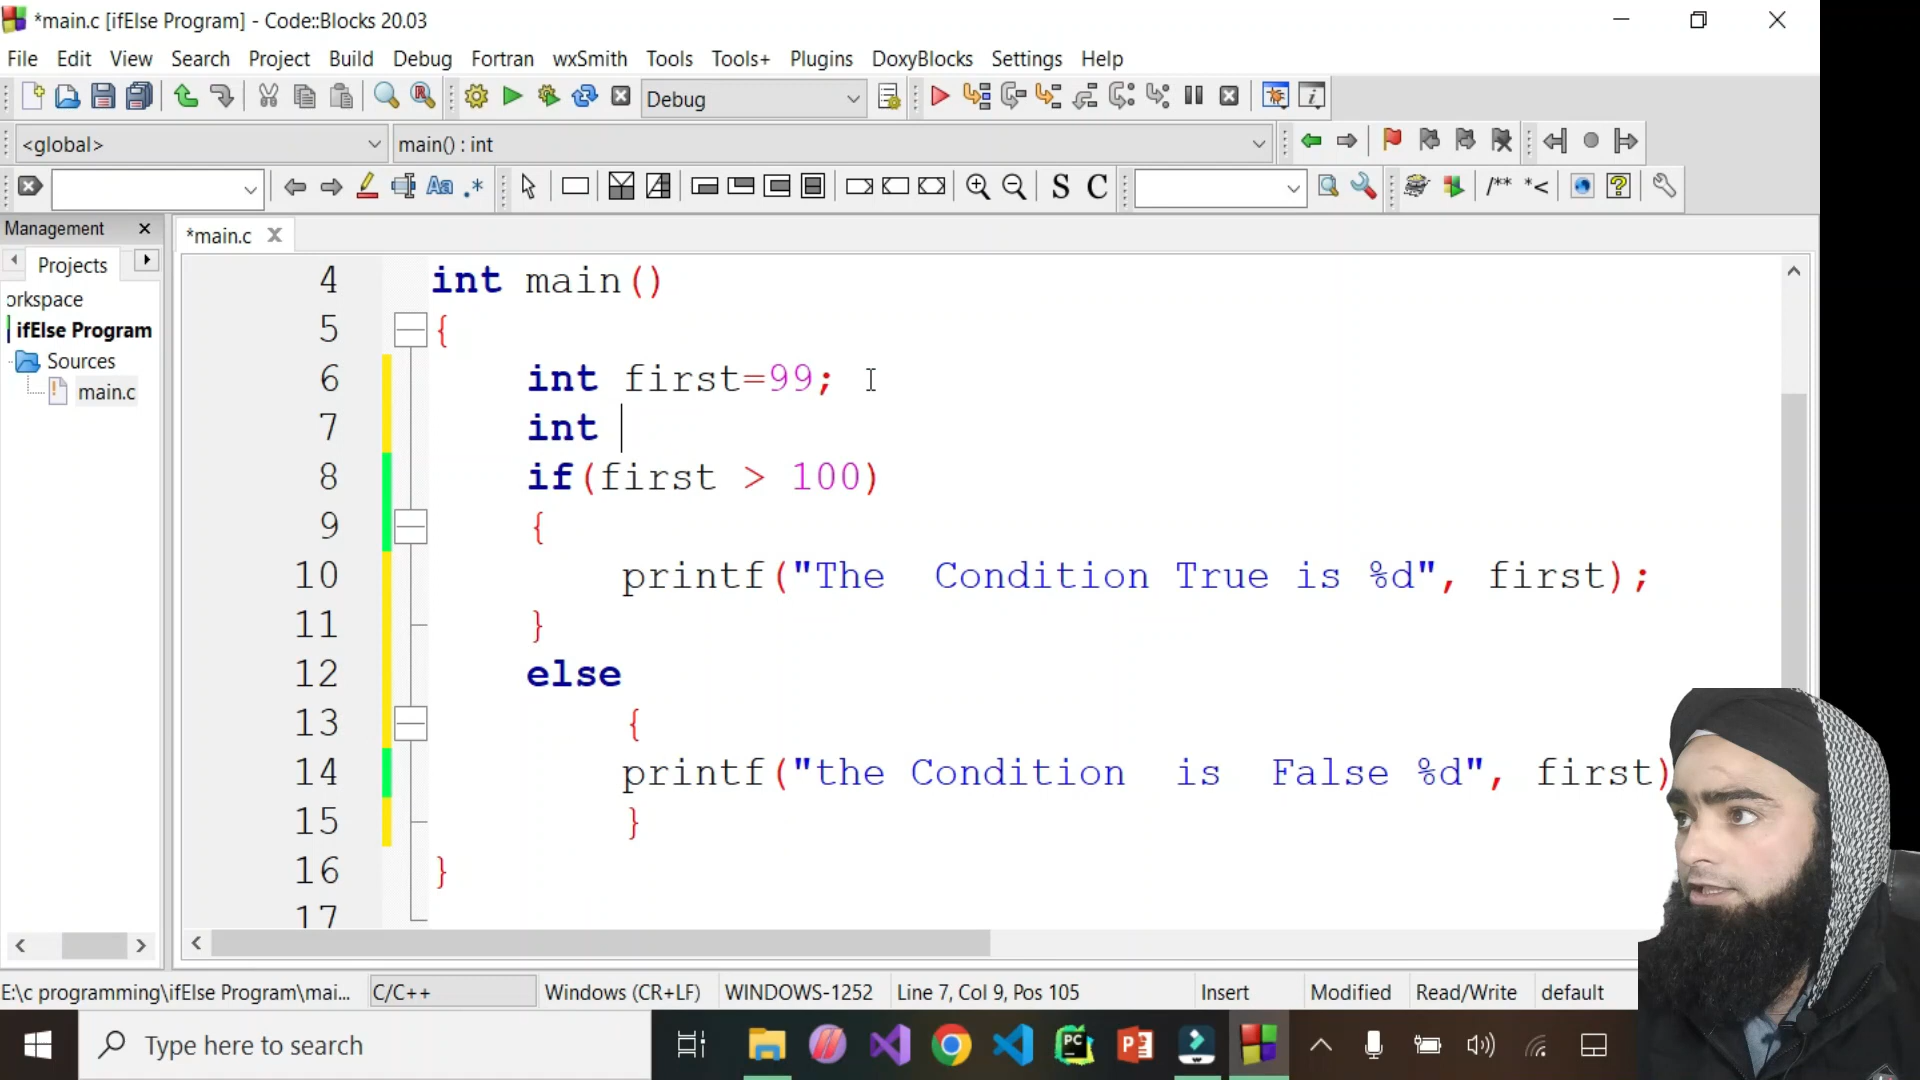 *main.c [ifElse Program] - Code::Blocks 20.03
File Edit View Search Project Build Debug Fortran wxSmith Tools Tools+ Plugins DoxyBlocks Settings Help
Debug
<global> main() : int
Aa .* S C /** *<
Management
*main.c
Projects
orkspace
ifElse Program
Sources
main.c
4 int main()
5 {
6 int first=99;
7 int
8 if(first > 100)
9 {
10 printf("The  Condition True is %d", first);
11 }
12 else
13 {
14 printf("the Condition  is  False %d", first)
15 }
16 }
17
E:\c programming\ifElse Program\mai... C/C++ Windows (CR+LF) WINDOWS-1252 Line 7, Col 9, Pos 105 Insert Modified Read/Write default
Type here to search
PC